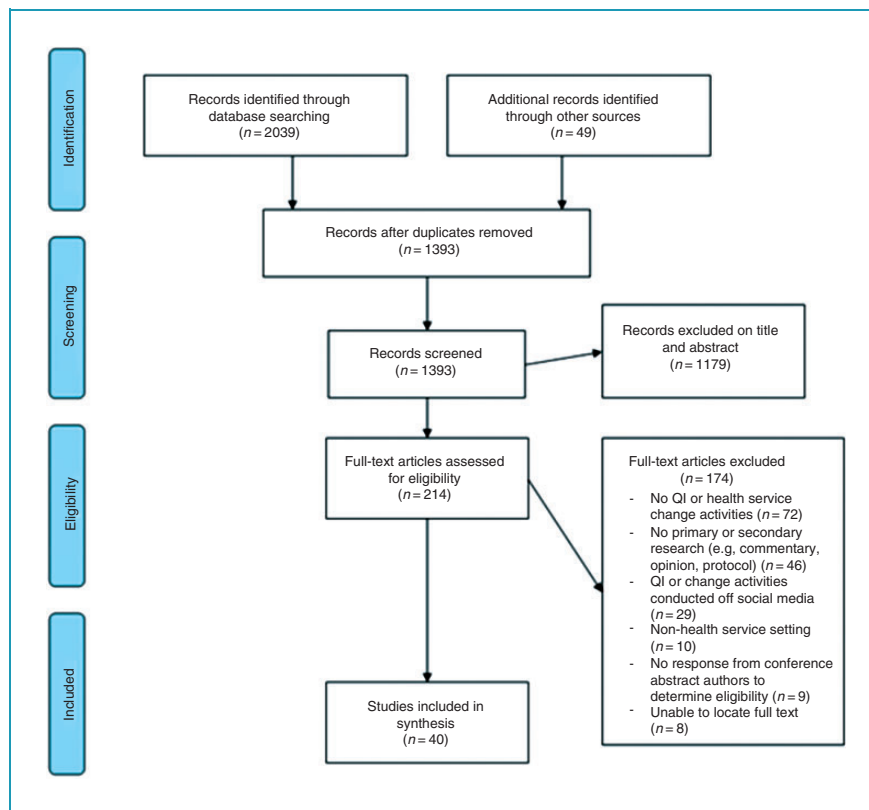 Identification
Records identified through
database searching
(n = 2039)
Additional records identified
through other sources
(n = 49)
Records after duplicates removed
(n = 1393)
Screening
Records screened
(n = 1393)
Records excluded on title
and abstract
(n = 1179)
Eligibility
Full-text articles assessed
for eligibility
(n = 214)
Full-text articles excluded
(n = 174)
- No QI or health service
change activities (n = 72)
- No primary or secondary
research (e.g, commentary,
opinion, protocol) (n = 46)
- QI or change activities
conducted off social media
(n = 29)
- Non-health service setting
(n = 10)
- No response from conference
abstract authors to
determine eligibility (n = 9)
- Unable to locate full text
(n = 8)
Included
Studies included in
synthesis
(n = 40)